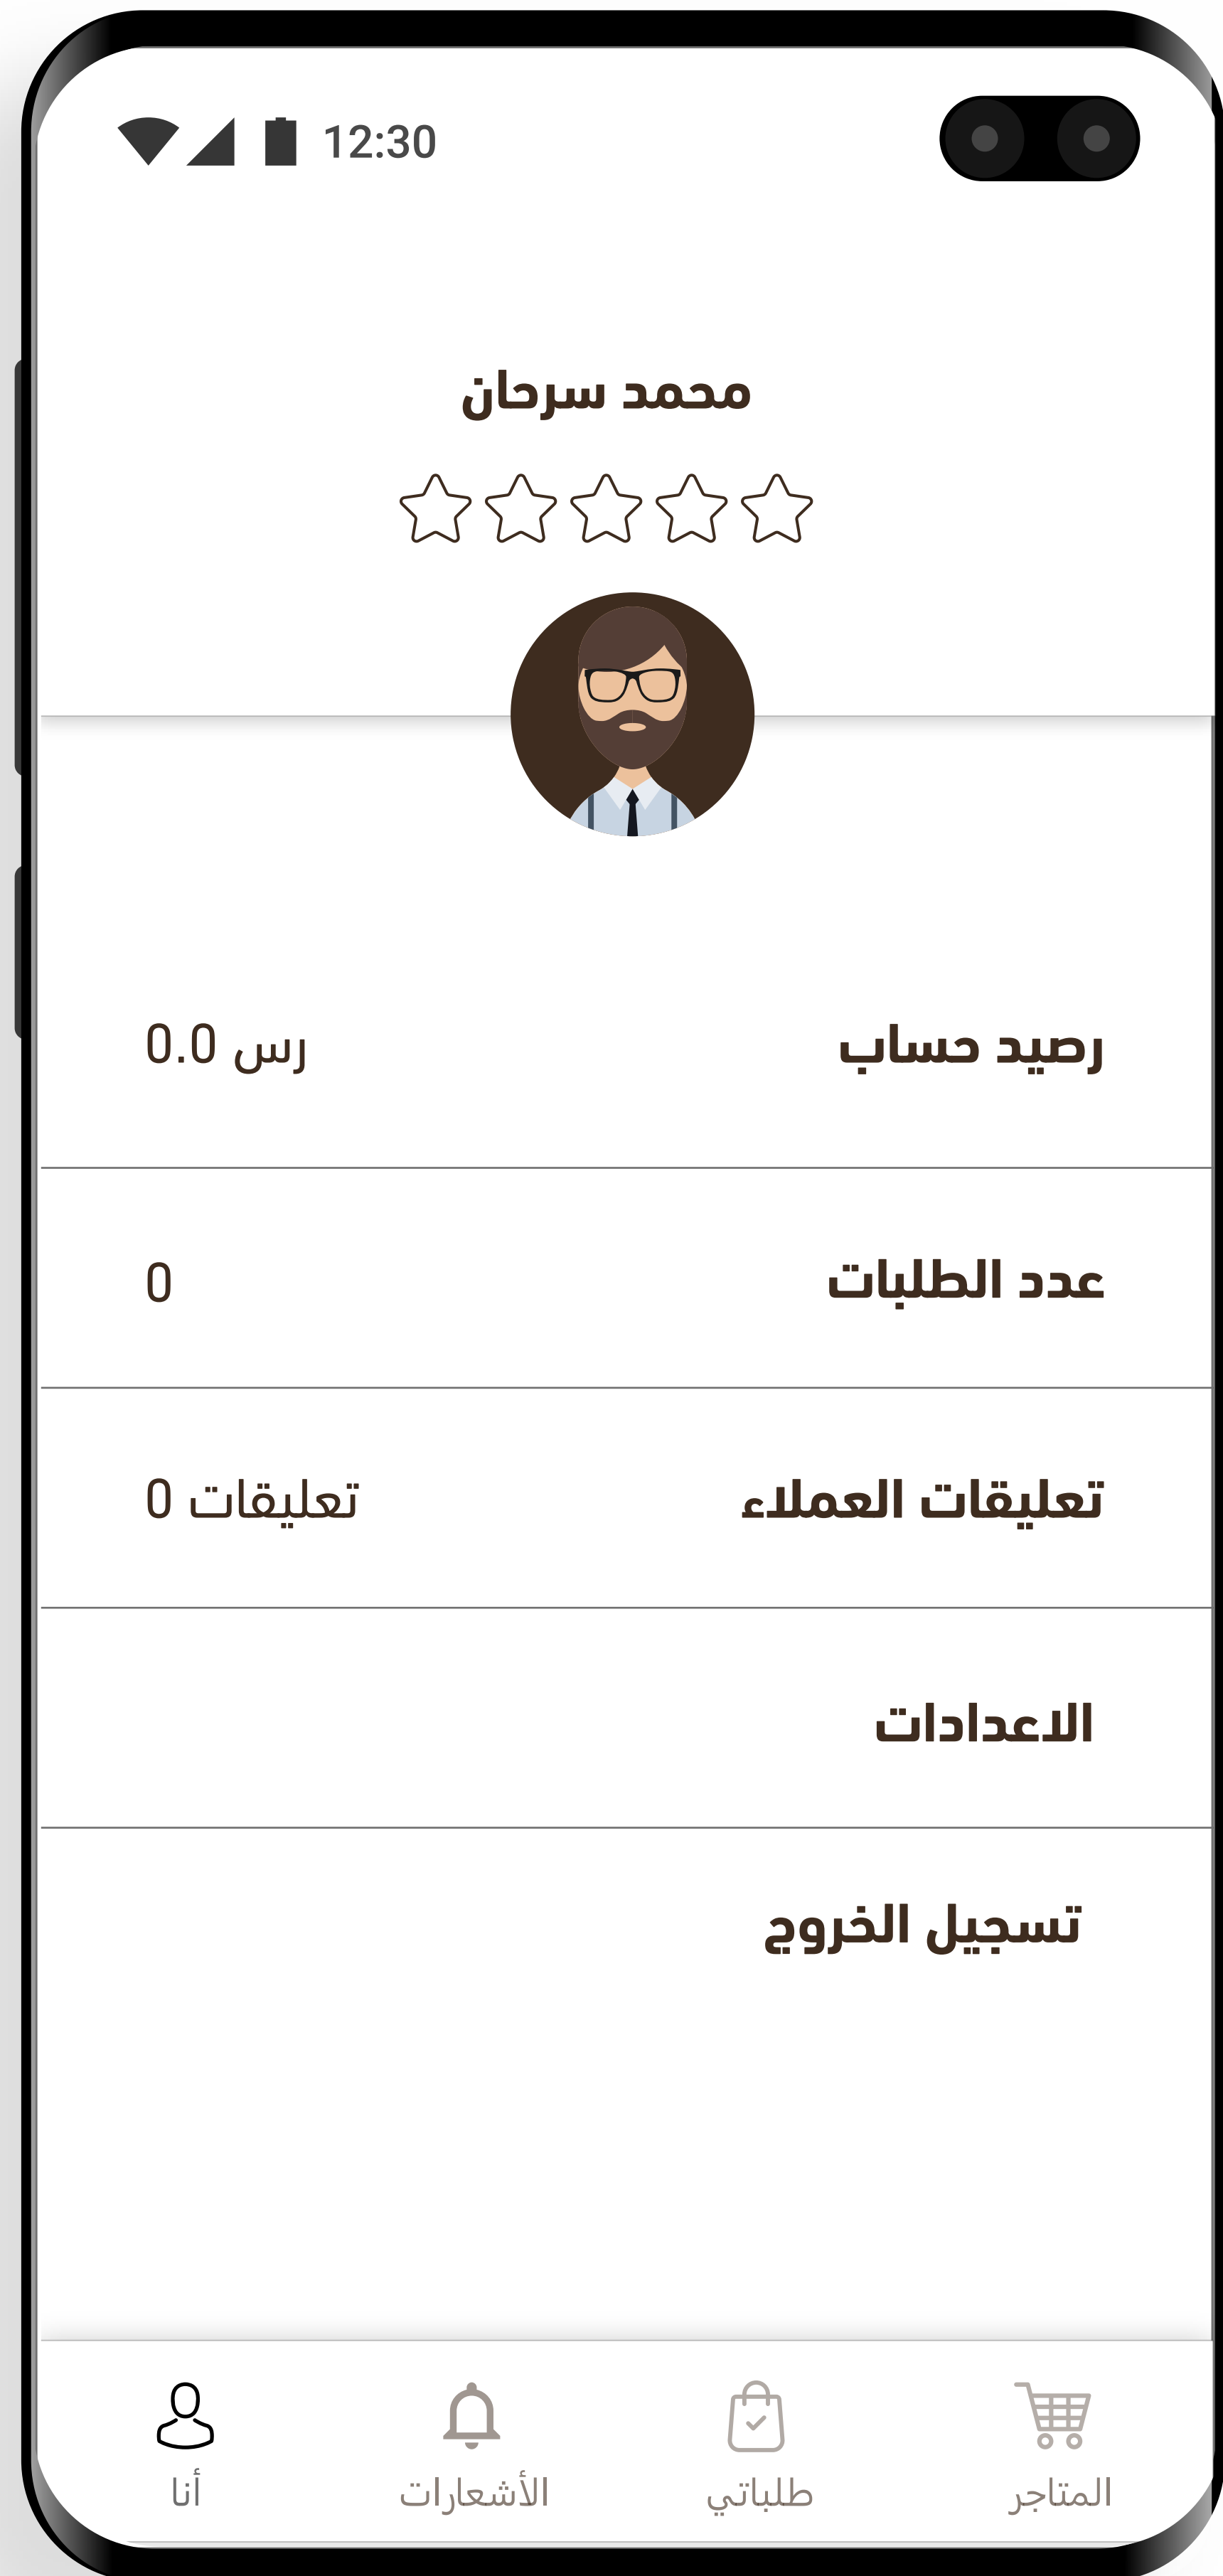 12:30
محمد سرحان
رصيد حساب
0.0 رس
عدد الطلبات
0
تعليقات العملاء
0 تعليقات
الاعدادات
تسجيل الخروج
المتاجر
طلباتي
الأشعارات
أنا